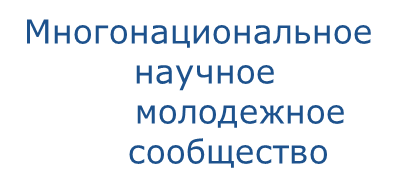 Многонациональное
научное
молодежное
сообщество